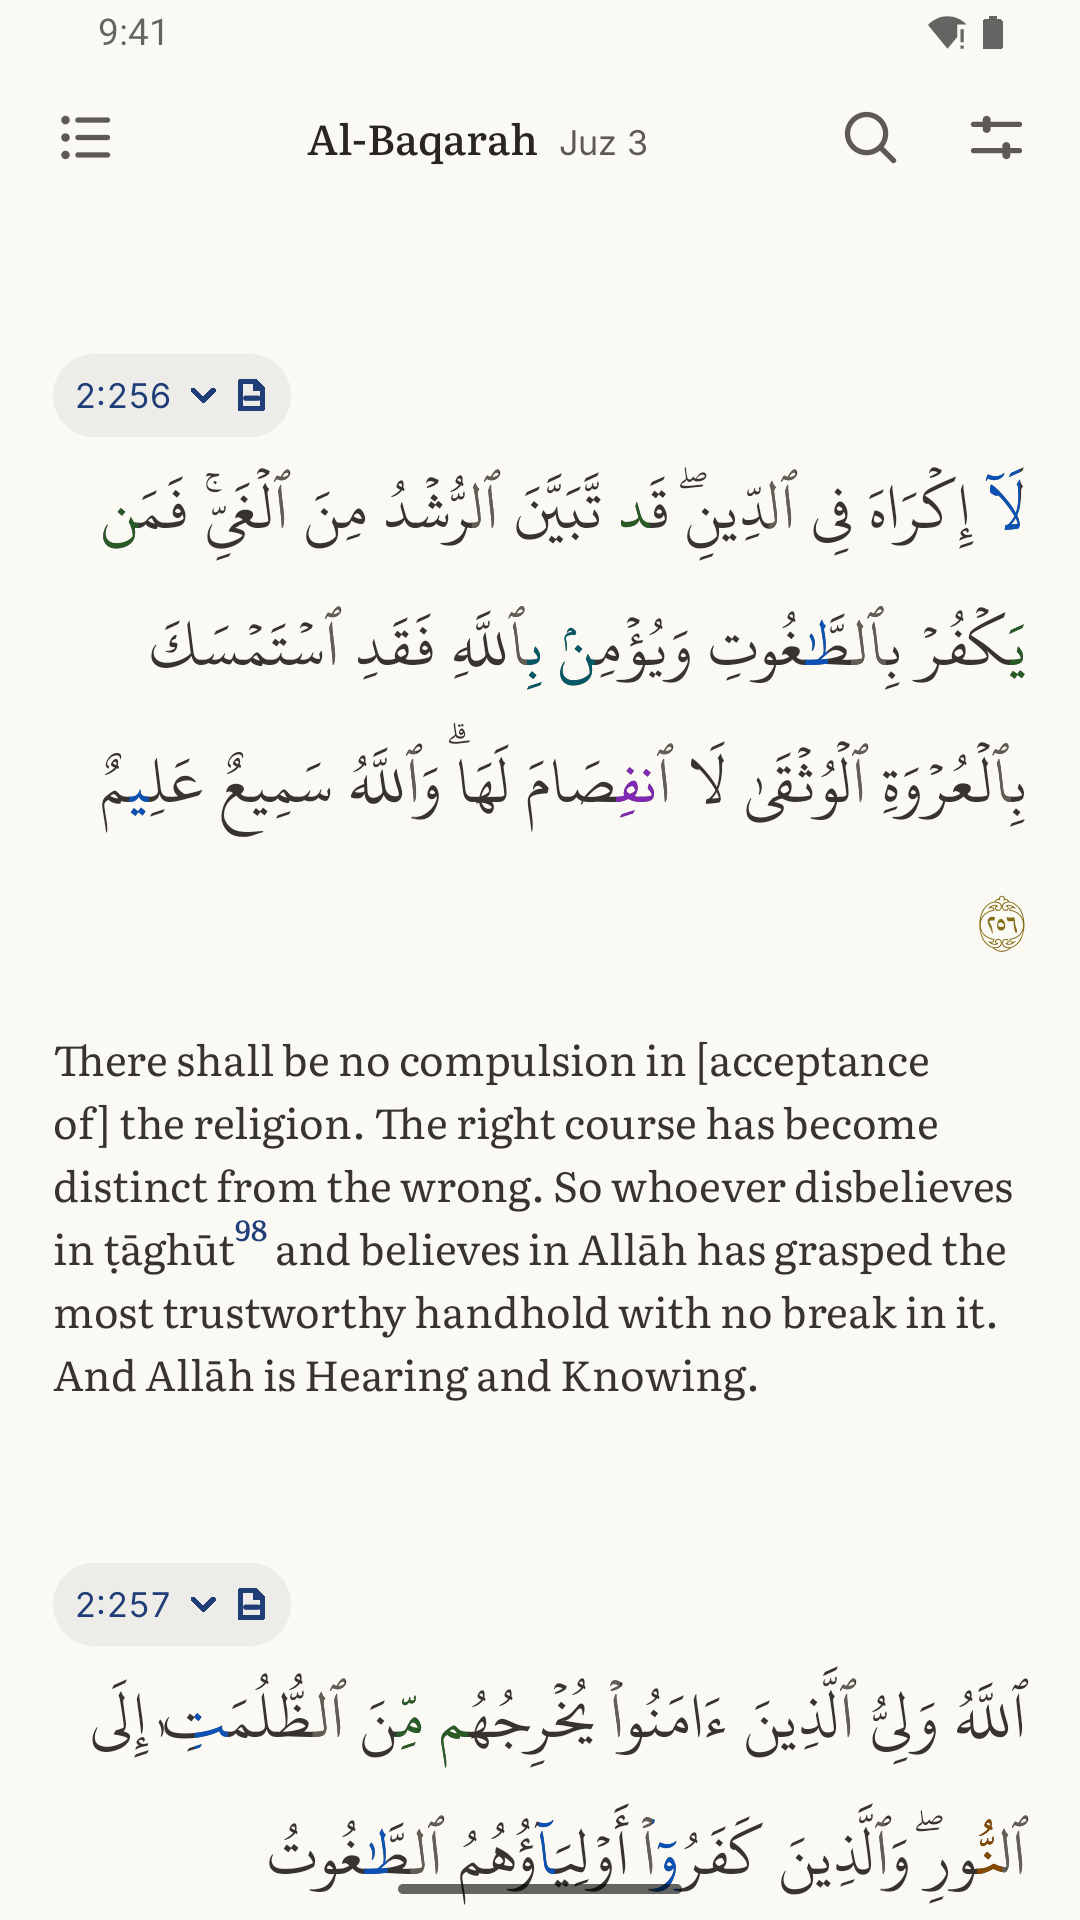 9:41
Al-Baqarah Juz 3
2:256
لَآ إِكْرَاهَ فِى ٱلدِّينِ ۖ قَد تَّبَيَّنَ ٱلرُّشْدُ مِنَ ٱلْغَىِّ ۚ فَمَن
يَكْفُرْ بِٱلطَّـٰغُوتِ وَيُؤْمِنۢ بِٱللَّهِ فَقَدِ ٱسْتَمْسَكَ
بِٱلْعُرْوَةِ ٱلْوُثْقَىٰ لَا ٱنفِصَامَ لَهَا ۗ وَٱللَّهُ سَمِيعٌ عَلِيمٌ
٢٥٦
There shall be no compulsion in [acceptance
of] the religion. The right course has become
distinct from the wrong. So whoever disbelieves
in ṭāghūt98 and believes in Allāh has grasped the
most trustworthy handhold with no break in it.
And Allāh is Hearing and Knowing.
2:257
ٱللَّهُ وَلِىُّ ٱلَّذِينَ ءَامَنُوا۟ يُخْرِجُهُم مِّنَ ٱلظُّلُمَـٰتِ إِلَى
ٱلنُّورِ ۖ وَٱلَّذِينَ كَفَرُوٓا۟ أَوْلِيَآؤُهُمُ ٱلطَّـٰغُوتُ